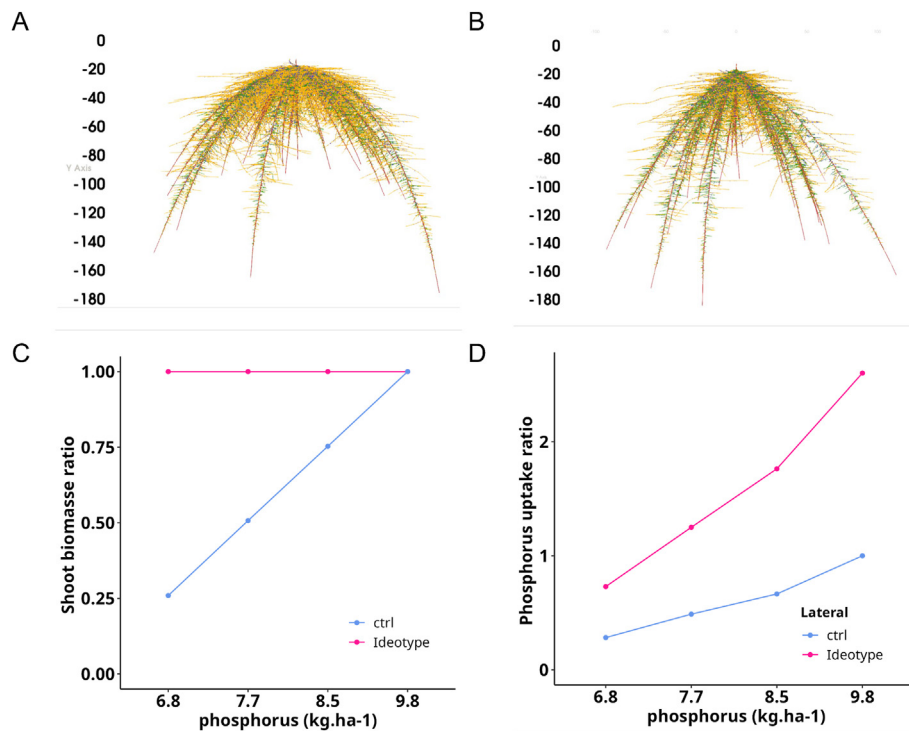 A
0
-20
-40
-60
-80
Y Axis
-100
-120
-140
-160
-180
B
0
-20
-40
-60
-80
-100
-120
-140
-160
-180
C
Shoot biomasse ratio
1.00
0.75
0.50
0.25
0.00
ctrl
Ideotype
6.8 7.7 8.5 9.8
phosphorus (kg.ha-1)
D
Phosphorus uptake ratio
2
1
0
Lateral
ctrl
Ideotype
6.8 7.7 8.5 9.8
phosphorus (kg.ha-1)